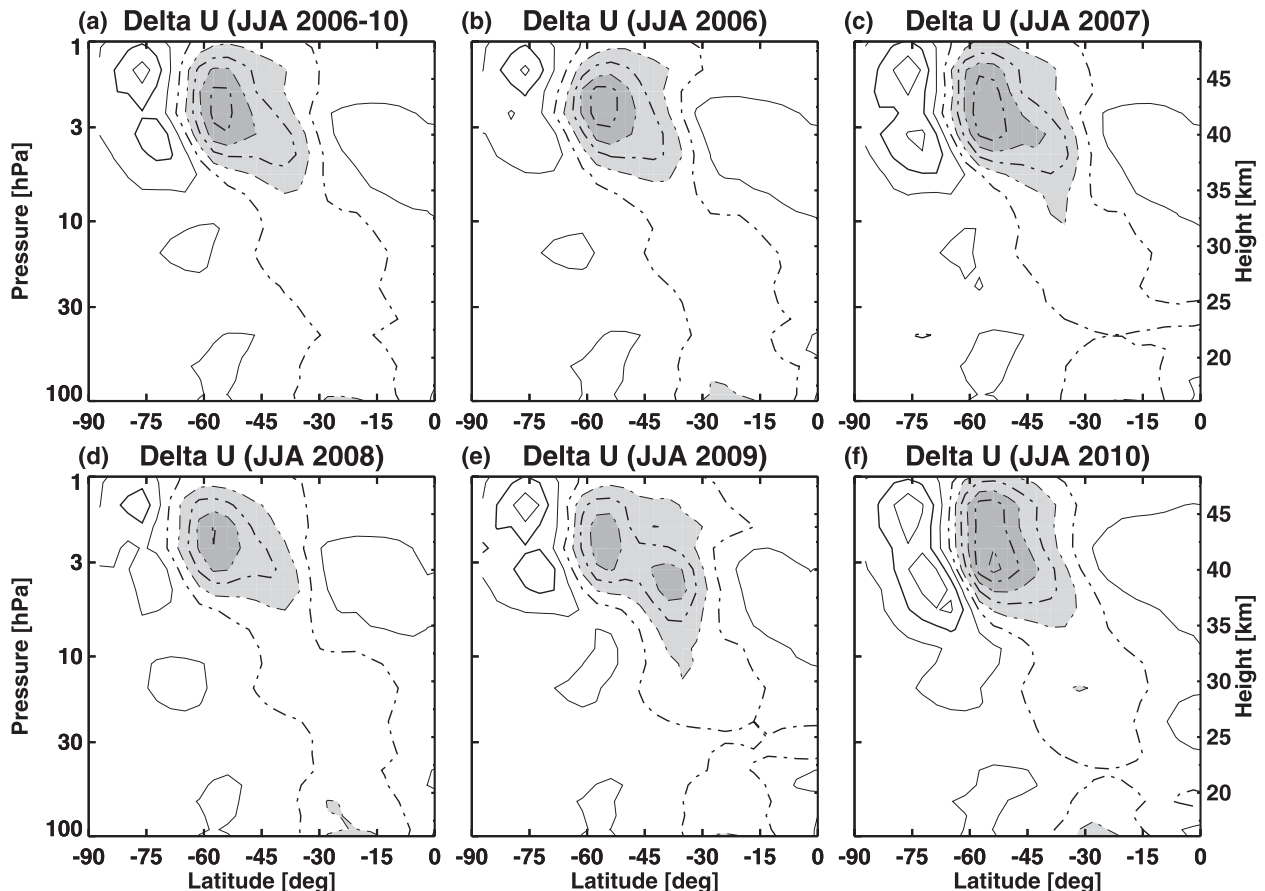 (a) Delta U (JJA 2006-10)
(b) Delta U (JJA 2006)
(c) Delta U (JJA 2007)
1
3
10
30
100
Pressure [hPa]
45
40
35
30
25
20
Height [km]
-90 -75 -60 -45 -30 -15 0
-90 -75 -60 -45 -30 -15 0
-90 -75 -60 -45 -30 -15 0
(d) Delta U (JJA 2008)
(e) Delta U (JJA 2009)
(f) Delta U (JJA 2010)
1
3
10
30
100
Pressure [hPa]
45
40
35
30
25
20
Height [km]
-90 -75 -60 -45 -30 -15 0
-90 -75 -60 -45 -30 -15 0
-90 -75 -60 -45 -30 -15 0
Latitude [deg]
Latitude [deg]
Latitude [deg]